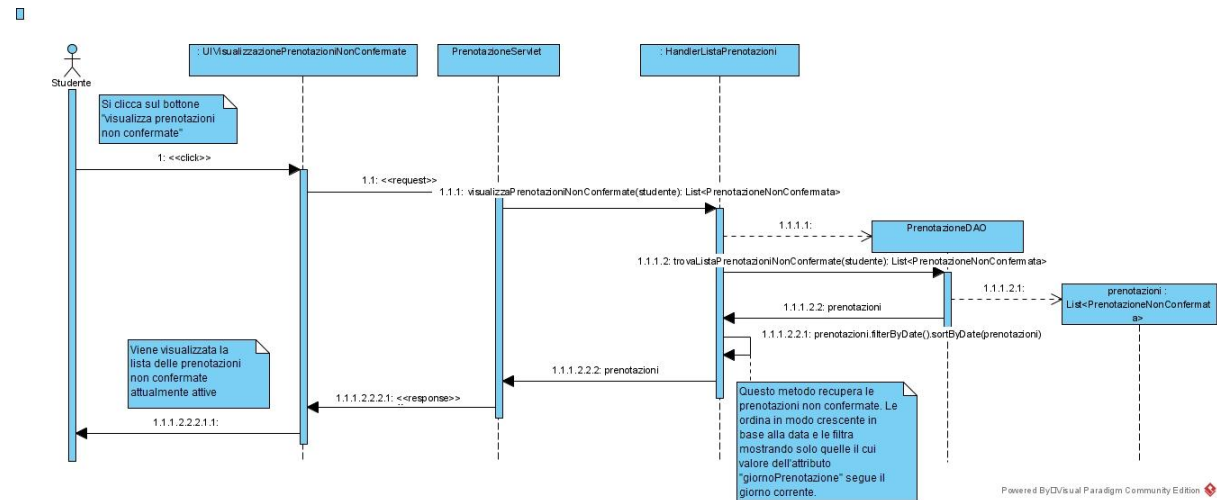 : UIVisualizzazionePrenotazioniNonConfermate
PrenotazioneServlet
: HandlerListaPrenotazioni
Studente
Si clicca sul bottone
"visualizza prenotazioni
non confermate"
1: <<click>>
1.1: <<request>>
1.1.1: visualizzaPrenotazioniNonConfermate(studente): List<PrenotazioneNonConfermata>
1.1.1.1:
PrenotazioneDAO
1.1.1.2: trovaListaPrenotazioniNonConfermate(studente): List<PrenotazioneNonConfermata>
1.1.1.2.1:
prenotazioni :
List<PrenotazioneNonConfermat
a>
1.1.1.2.2: prenotazioni
1.1.1.2.2.1: prenotazioni.filterByDate().sortByDate(prenotazioni)
Viene visualizzata la
lista delle prenotazioni
non confermate
attualmente attive
1.1.1.2.2.2: prenotazioni
1.1.1.2.2.2.1: <<response>>
1.1.1.2.2.2.1.1:
Questo metodo recupera le
prenotazioni non confermate. Le
ordina in modo crescente in
base alla data e le filtra
mostrando solo quelle il cui
valore dell'attributo
"giornoPrenotazione" segue il
giorno corrente.
Powered By Visual Paradigm Community Edition